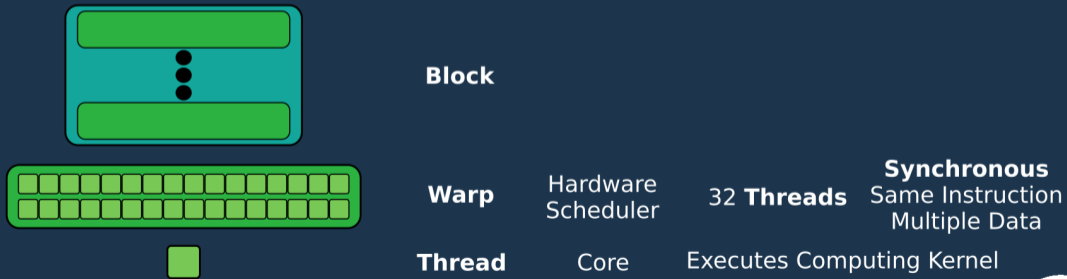 Block
Warp
Hardware
Scheduler
32 Threads
Synchronous
Same Instruction
Multiple Data
Thread
Core
Executes Computing Kernel